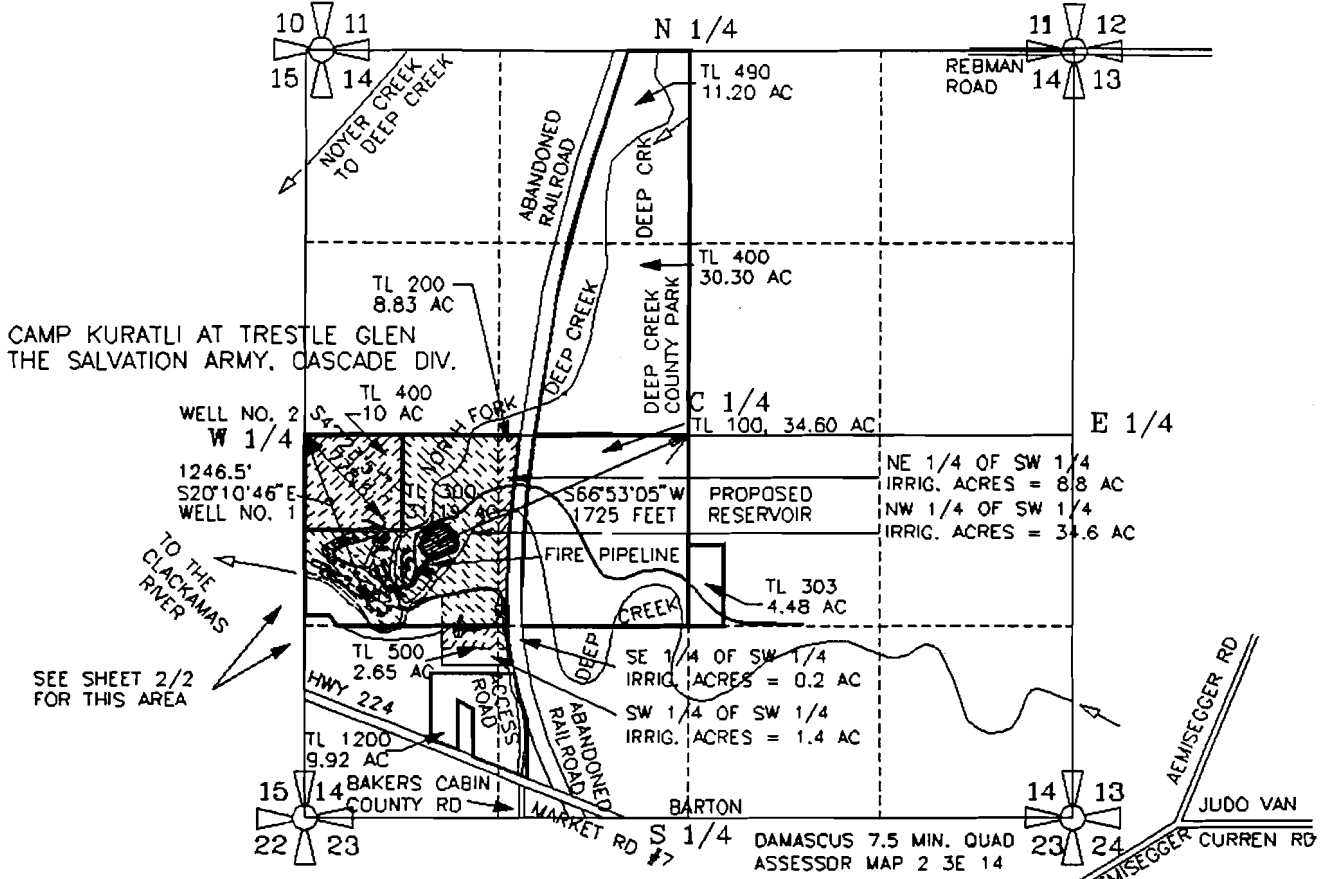 10 11
15 14
N 1/4
11 12
14 13
REBMAN
ROAD
TL 490
11.20 AC
NOYER CREEK
TO DEEP CREEK
ABANDONED
RAILROAD
DEEP CRK
TL 400
30.30 AC
TL 200
8.83 AC
DEEP CREEK
DEEP CREEK
COUNTY PARK
CAMP KURATLI AT TRESTLE GLEN
THE SALVATION ARMY, CASCADE DIV.
TL 400
10 AC
NORTH FORK
C 1/4
TL 100, 34.60 AC
WELL NO. 2
W 1/4
E 1/4
1246.5'
S20°10'46"E
WELL NO. 1
TL 300
S66°53'05"W
1725 FEET
PROPOSED
RESERVOIR
NE 1/4 OF SW 1/4
IRRIG. ACRES = 8.8 AC
NW 1/4 OF SW 1/4
IRRIG. ACRES = 34.6 AC
TO THE
CLACKAMAS
RIVER
FIRE PIPELINE
TL 303
4.48 AC
DEEP CREEK
SEE SHEET 2/2
FOR THIS AREA
TL 500
2.65 AC
SE 1/4 OF SW 1/4
IRRIG. ACRES = 0.2 AC
SW 1/4 OF SW 1/4
IRRIG. ACRES = 1.4 AC
HWY 224
ACCESS
ROAD
ABANDONED
RAILROAD
TL 1200
9.92 AC
BAKERS CABIN
COUNTY RD
MARKET RD
#7
BARTON
S 1/4
15 14
22 23
DAMASCUS 7.5 MIN. QUAD
ASSESSOR MAP 2 3E 14
13
23 24
AEMISEGGER RD
JUDO VAN
CURREN RD
AEMISEGGER